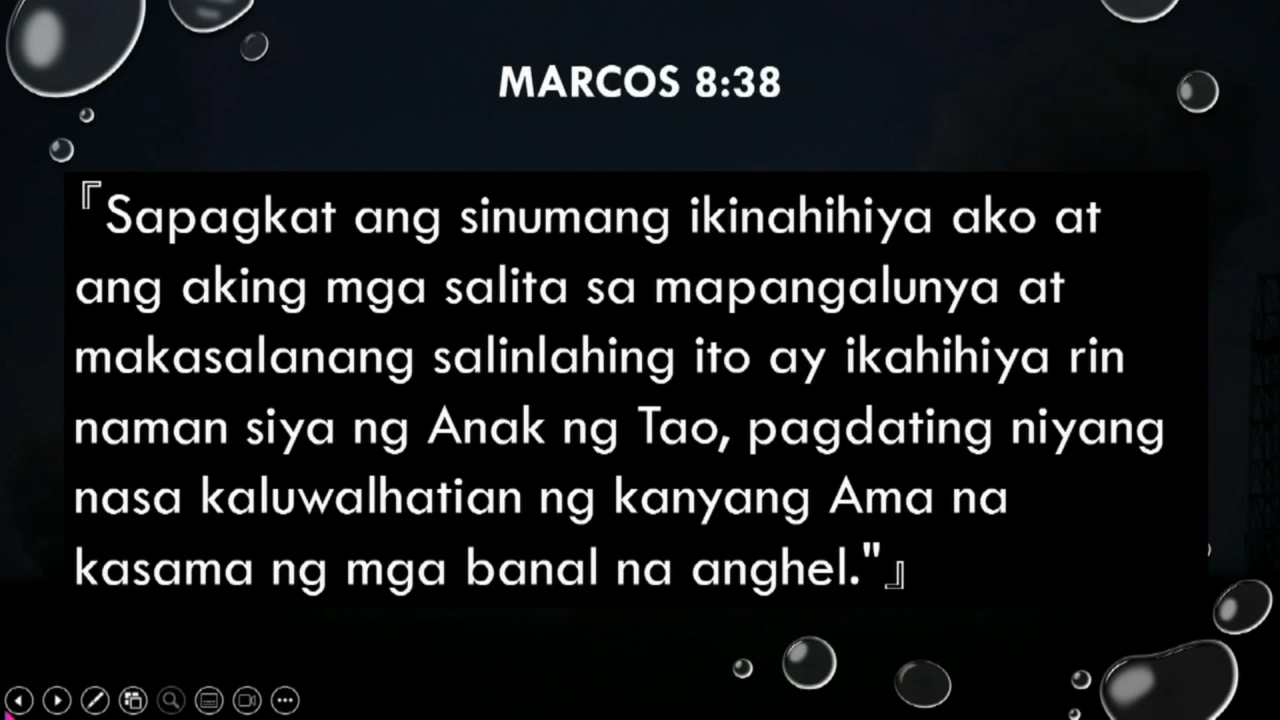 MARCOS 8:38
『Sapagkat ang sinumang ikinahihiya ako at
ang aking mga salita sa mapangalunya at
makasalanang salinlahing ito ay ikahihiya rin
naman siya ng Anak ng Tao, pagdating niyang
nasa kaluwalhatian ng kanyang Ama na
kasama ng mga banal na anghel."』